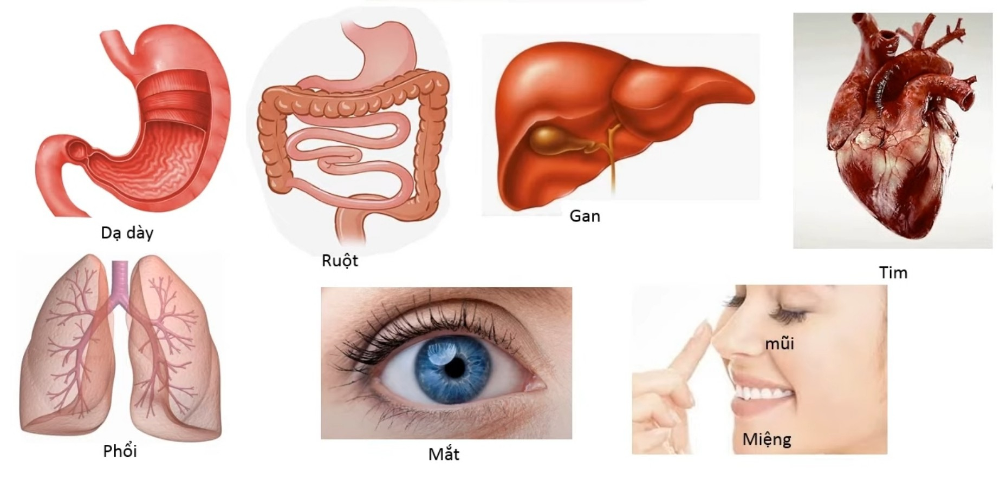 Dạ dày
Ruột
Gan
Tim
Phổi
Mắt
mũi
Miệng